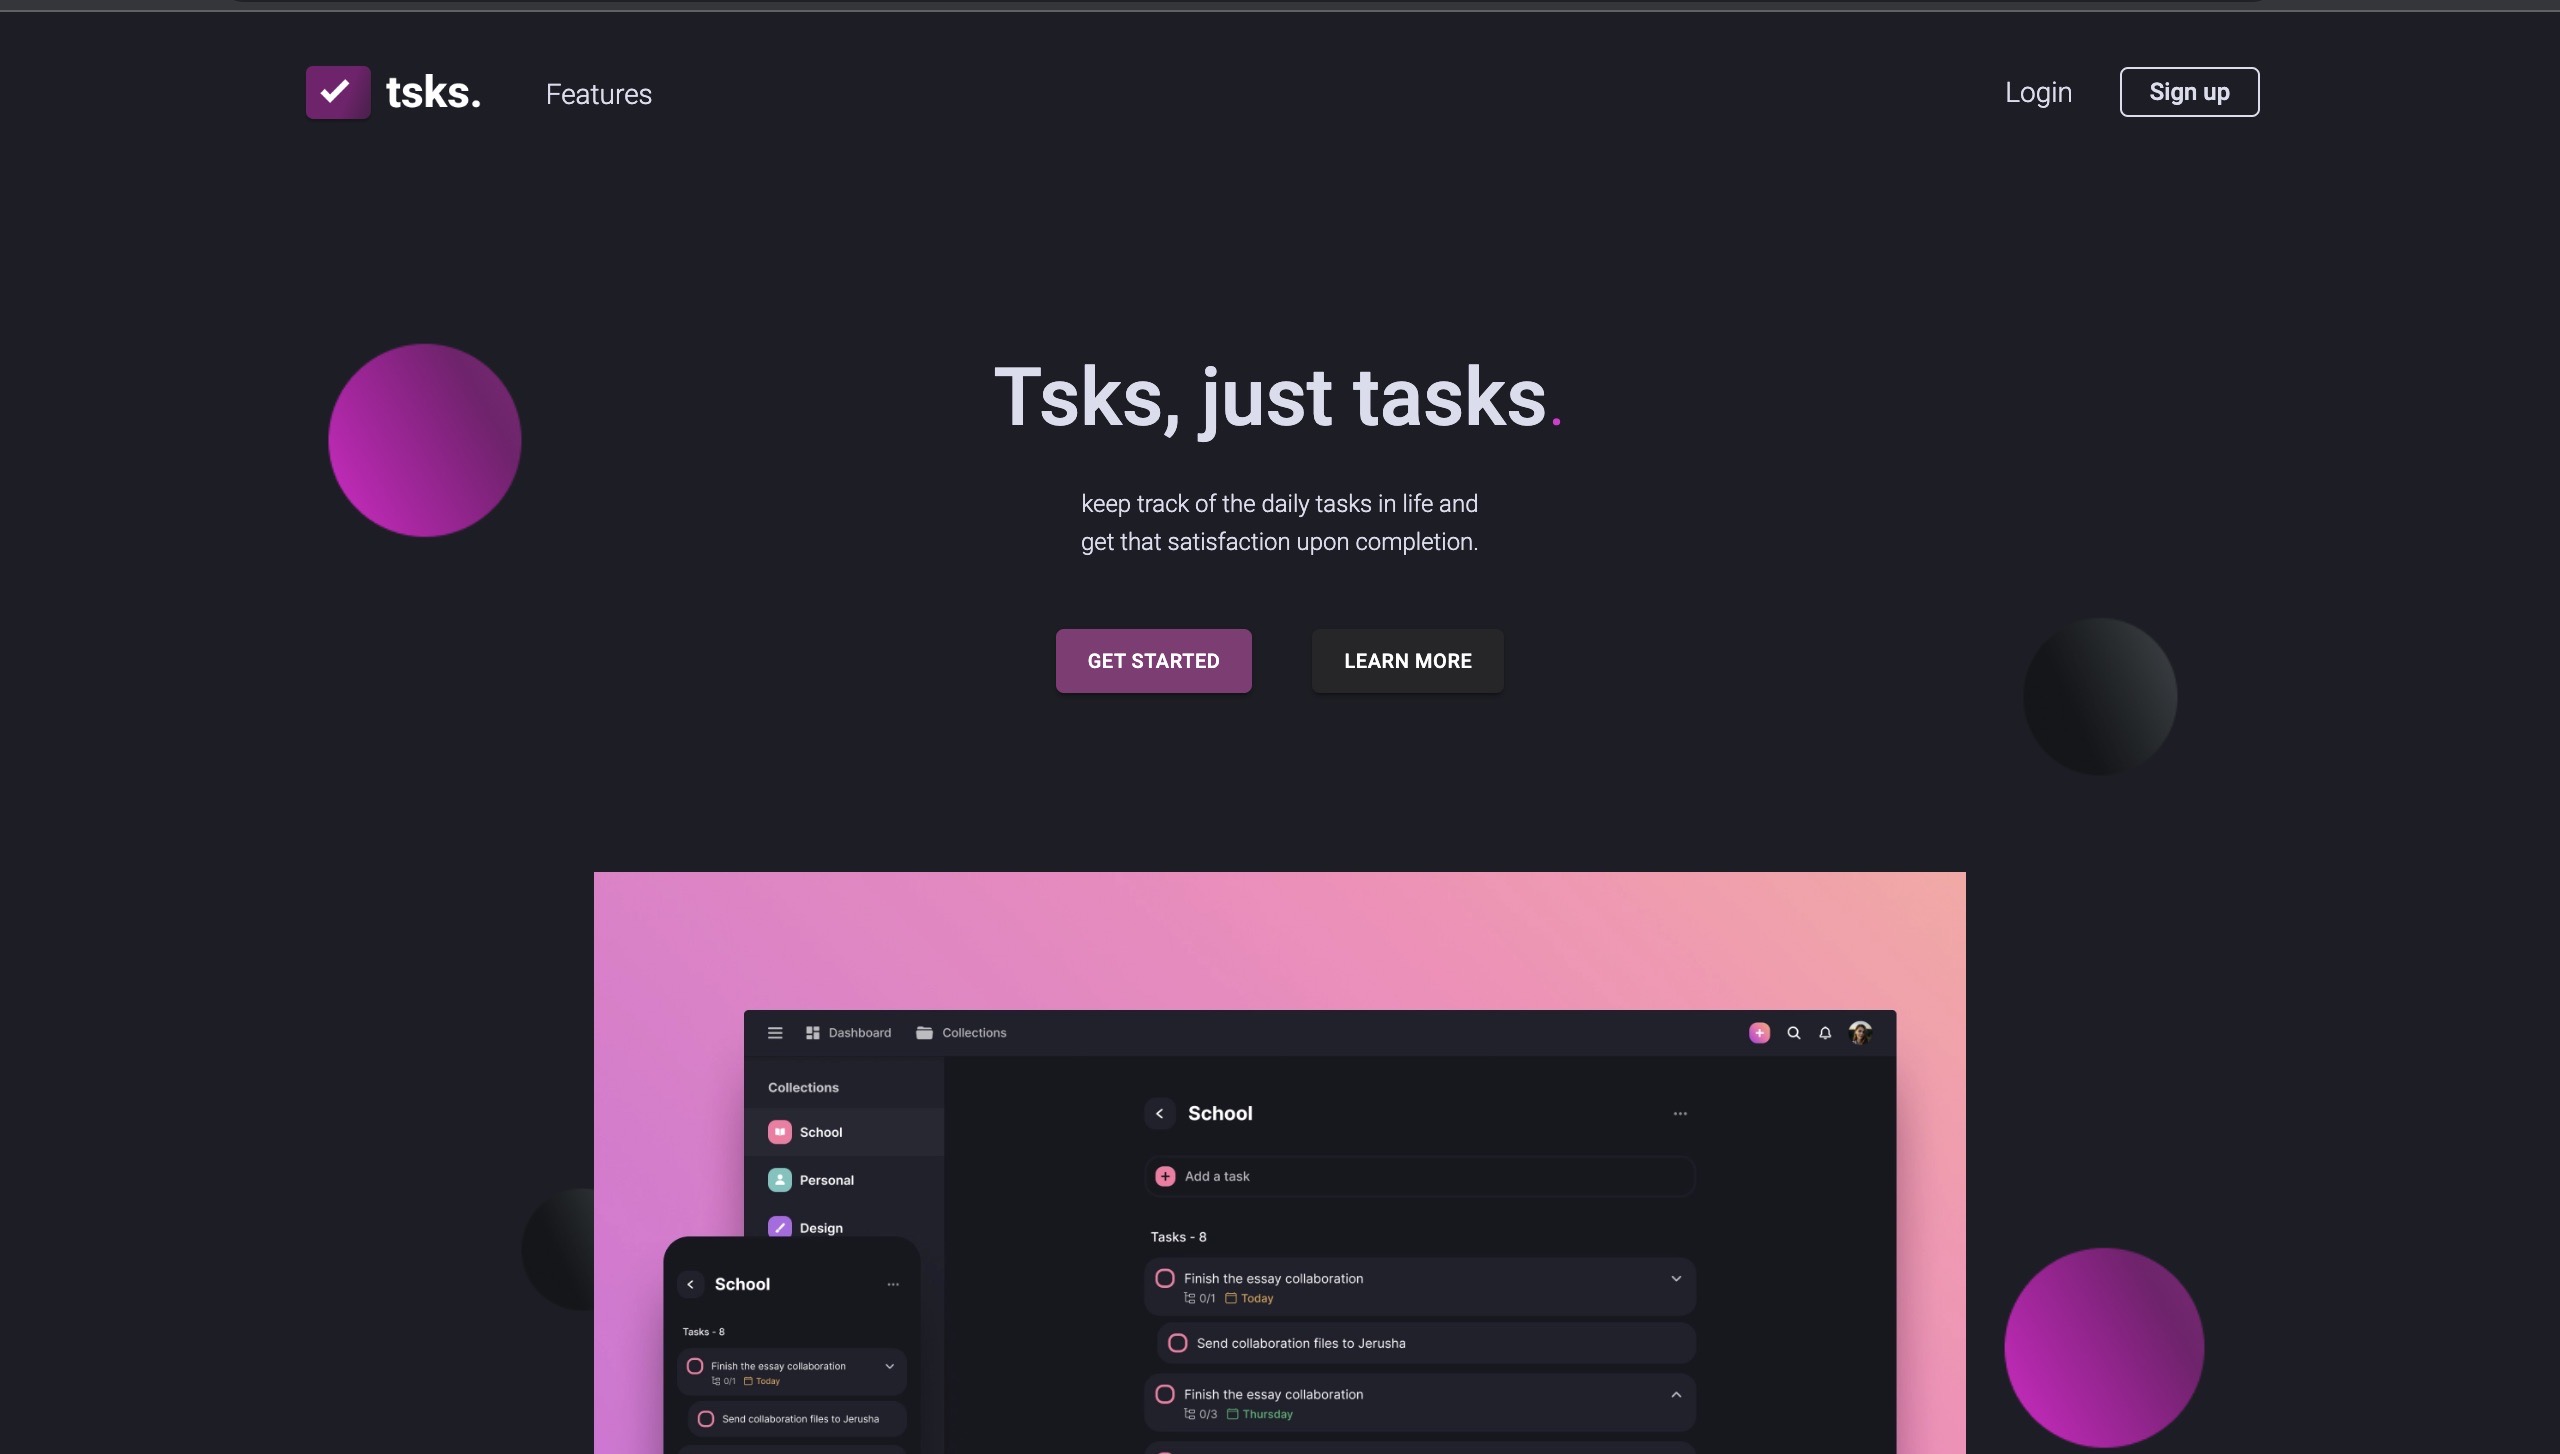 tsks. Features Login Sign up
Tsks, just tasks.
keep track of the daily tasks in life and
get that satisfaction upon completion.
GET STARTED LEARN MORE
Dashboard Collections
Collections
School
Personal
Design
School
Add a task
Tasks - 8
Finish the essay collaboration
0/1 Today
Send collaboration files to Jerusha
Finish the essay collaboration
0/3 Thursday
School
Tasks - 8
Finish the essay collaboration
0/1 Today
Send collaboration files to Jerusha